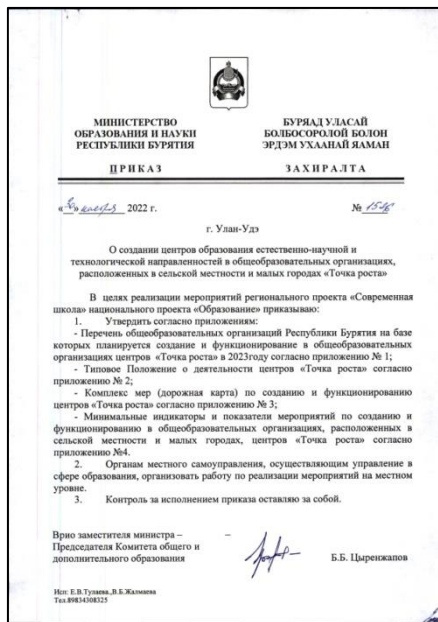 МИНИСТЕРСТВО
ОБРАЗОВАНИЯ И НАУКИ
РЕСПУБЛИКИ БУРЯТИЯ
БУРЯАД УЛАСАЙ
БОЛБОСОРОЛОЙ БОЛОН
ЭРДЭМ УХААНАЙ ЯАМАН
ПРИКАЗ
ЗАХИРАЛТА
«30» 2022 г.
№ 1516
г. Улан-Удэ
О создании центров образования естественно-научной и
технологической направленностей в общеобразовательных организациях,
расположенных в сельской местности и малых городах «Точка роста»
В целях реализации мероприятий регионального проекта «Современная
школа» национального проекта «Образование» приказываю:
1. Утвердить согласно приложениям:
- Перечень общеобразовательных организаций Республики Бурятия на базе
которых планируется создание и функционирование в общеобразовательных
организациях центров «Точка роста» в 2023году согласно приложению № 1;
- Типовое Положение о деятельности центров «Точка роста» согласно
приложению № 2;
- Комплекс мер (дорожная карта) по созданию и функционированию
центров «Точка роста» согласно приложению № 3;
- Минимальные индикаторы и показатели мероприятий по созданию и
функционированию в общеобразовательных организациях, расположенных в
сельской местности и малых городах, центров «Точка роста» согласно
приложению №4.
2. Органам местного самоуправления, осуществляющим управление в
сфере образования, организовать работу по реализации мероприятий на местном
уровне.
3. Контроль за исполнением приказа оставляю за собой.
Врио заместителя министра – –
Председателя Комитета общего и
дополнительного образования
Б.Б. Цыренжапов
Исп: Е.В.Тулаева.,В.Б.Жалмаева
Тел.89834308325